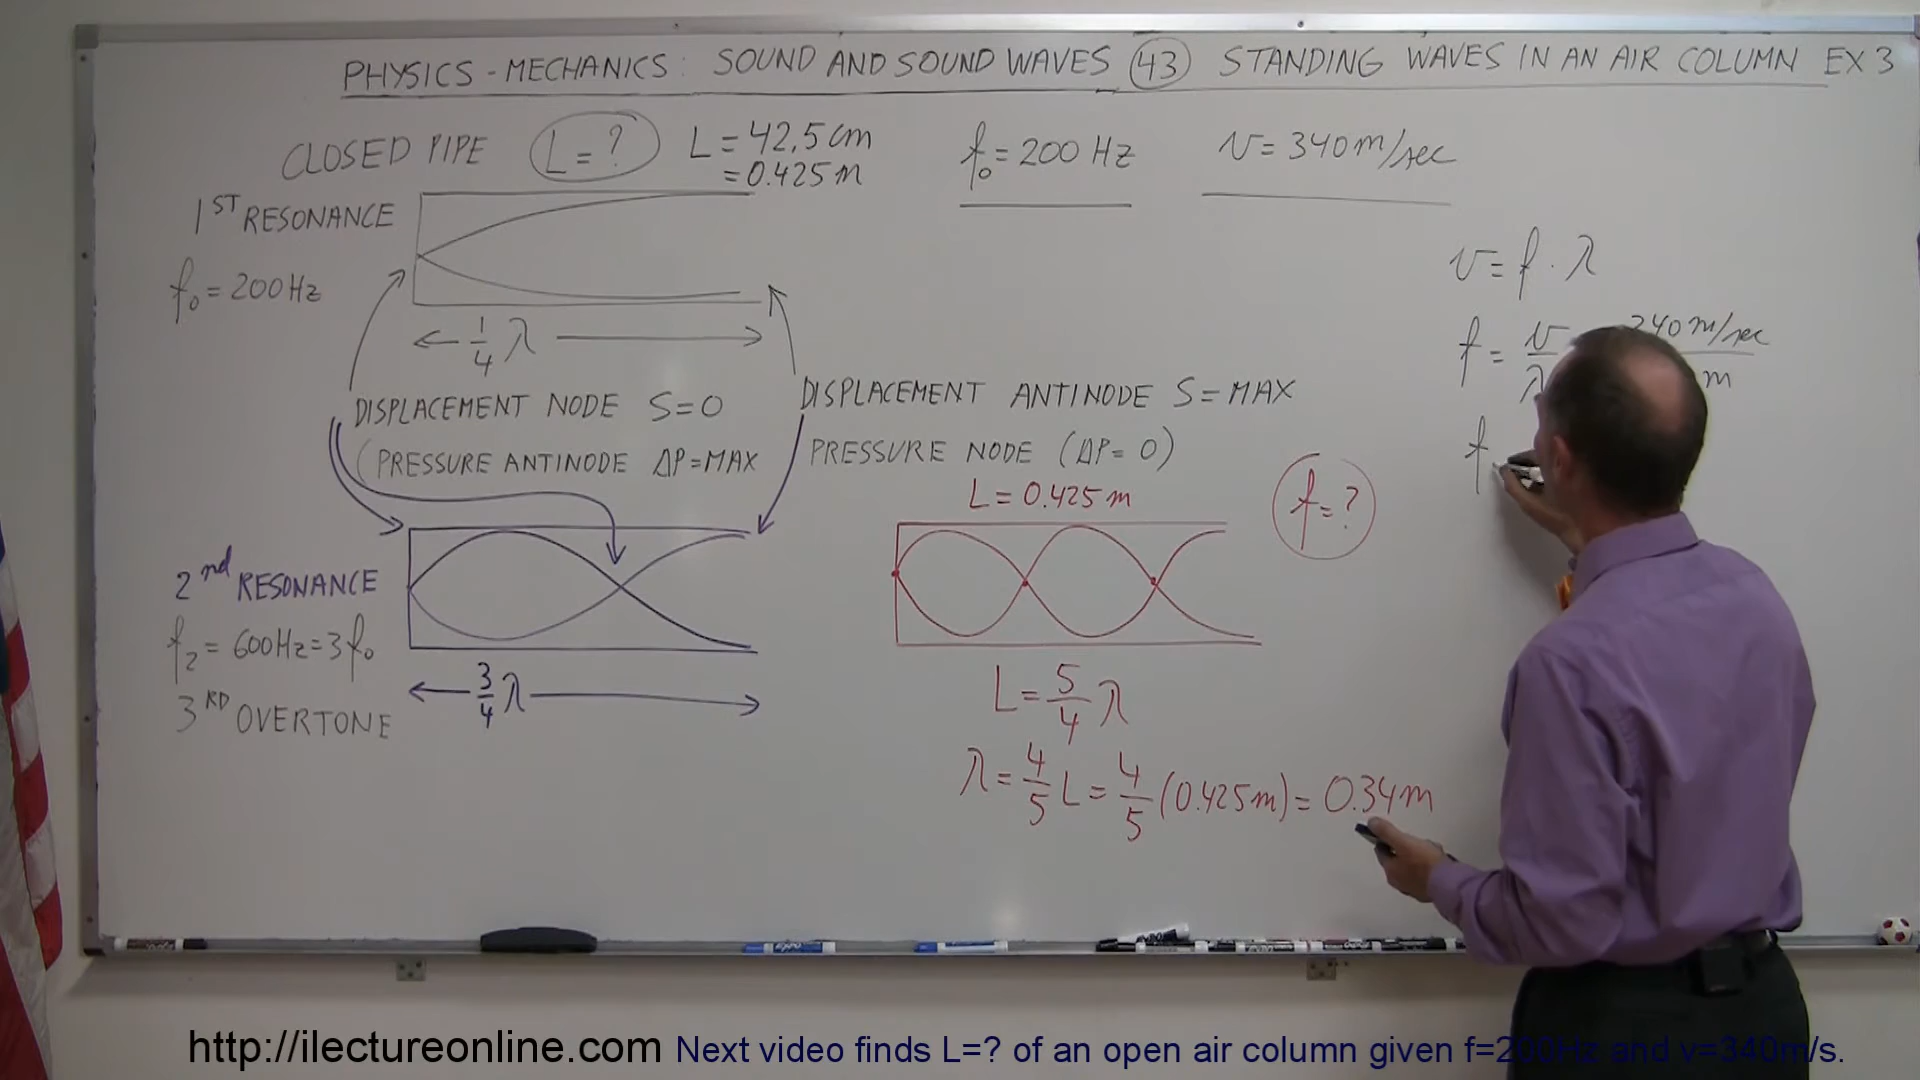 PHYSICS - MECHANICS: SOUND AND SOUND WAVES 43 STANDING WAVES IN AN AIR COLUMN EX 3
CLOSED PIPE L = ? L = 42.5 cm f₀ = 200 Hz v = 340 m/sec
= 0.425 m
1ST RESONANCE
f₀ = 200 Hz
1/4 λ
DISPLACEMENT NODE S = 0
(PRESSURE ANTINODE ΔP = MAX
DISPLACEMENT ANTINODE S = MAX
PRESSURE NODE (ΔP = 0)
2nd RESONANCE
f₂ = 600 Hz = 3 f₀
3RD OVERTONE
3/4 λ
L = 0.425 m
f = ?
L = 5/4 λ
λ = 4/5 L = 4/5 (0.425 m) = 0.34 m
v = f · λ
f = v/λ 340 m/sec
m
f
http://ilectureonline.com Next video finds L=? of an open air column given f=200Hz and v=340m/s.